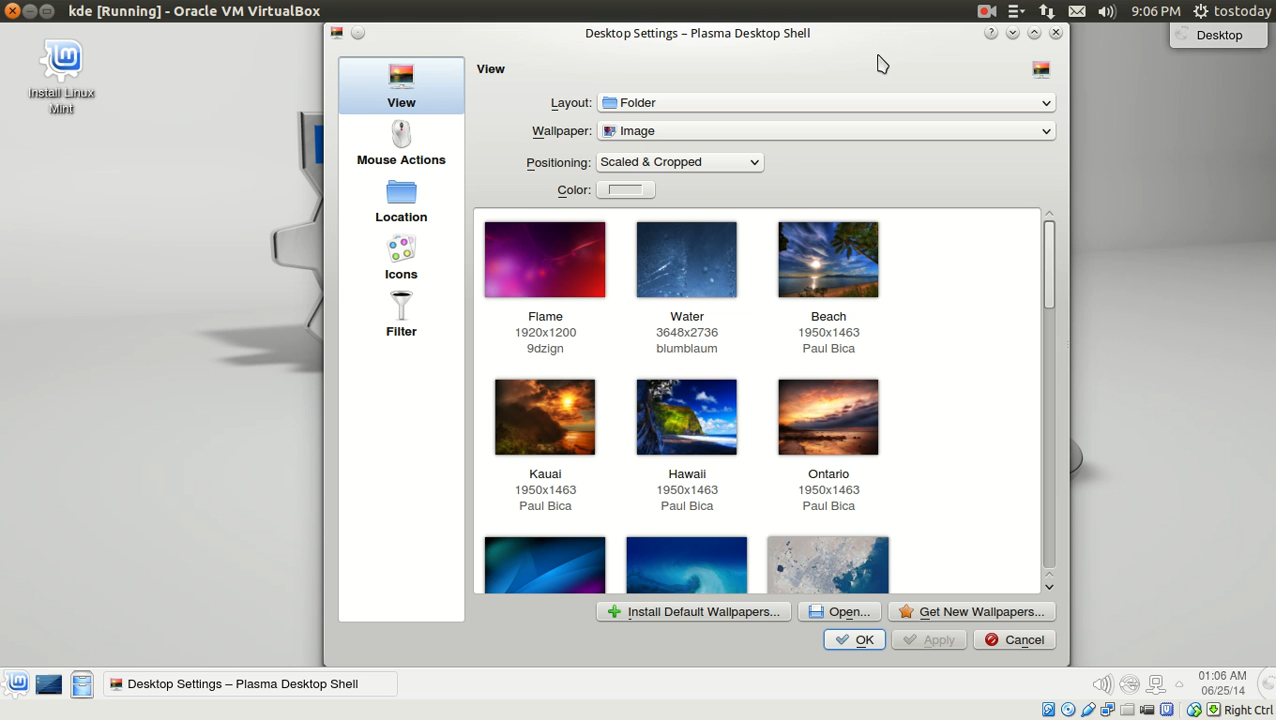 kde [Running] - Oracle VM VirtualBox
9:06 PM
tostoday
Install Linux
Mint
Desktop
Desktop Settings – Plasma Desktop Shell
View
Mouse Actions
Location
Icons
Filter
View
Layout: Folder
Wallpaper: Image
Positioning: Scaled & Cropped
Color:
Flame
1920x1200
9dzign
Water
3648x2736
blumblaum
Beach
1950x1463
Paul Bica
Kauai
1950x1463
Paul Bica
Hawaii
1950x1463
Paul Bica
Ontario
1950x1463
Paul Bica
Install Default Wallpapers...
Open...
Get New Wallpapers...
OK
Apply
Cancel
Desktop Settings – Plasma Desktop Shell
01:06 AM
06/25/14
Right Ctrl